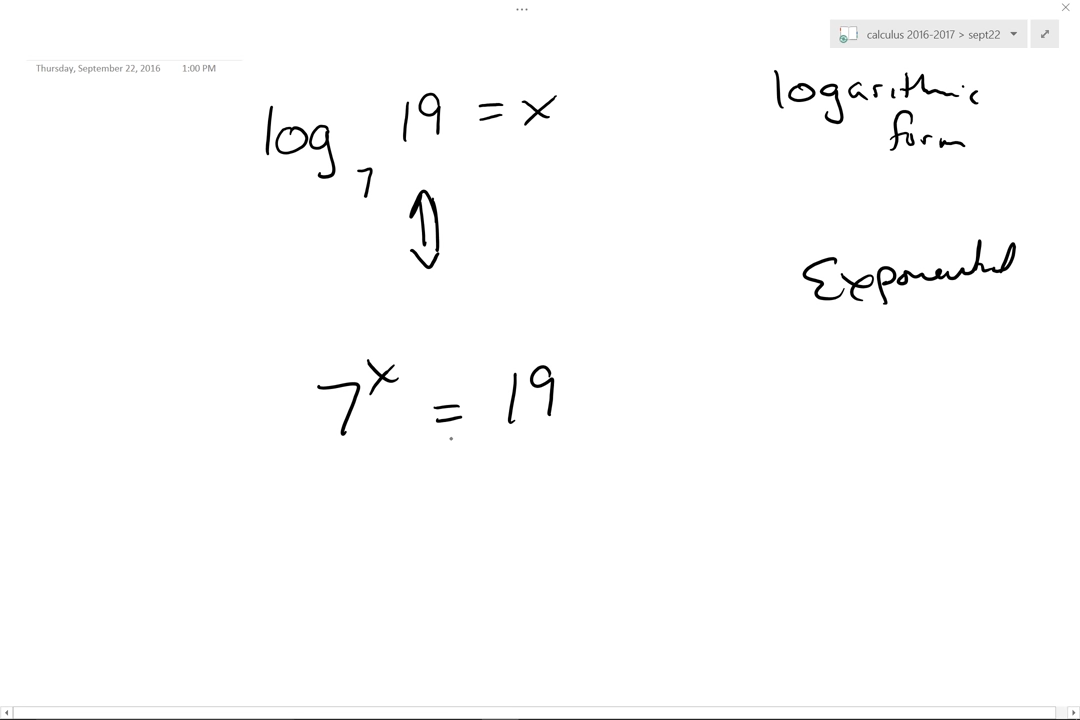 ...
calculus 2016-2017 > sept22
Thursday, September 22, 2016 1:00 PM
log₇ 19 = x
logarithmic
form
Exponential
7ˣ = 19